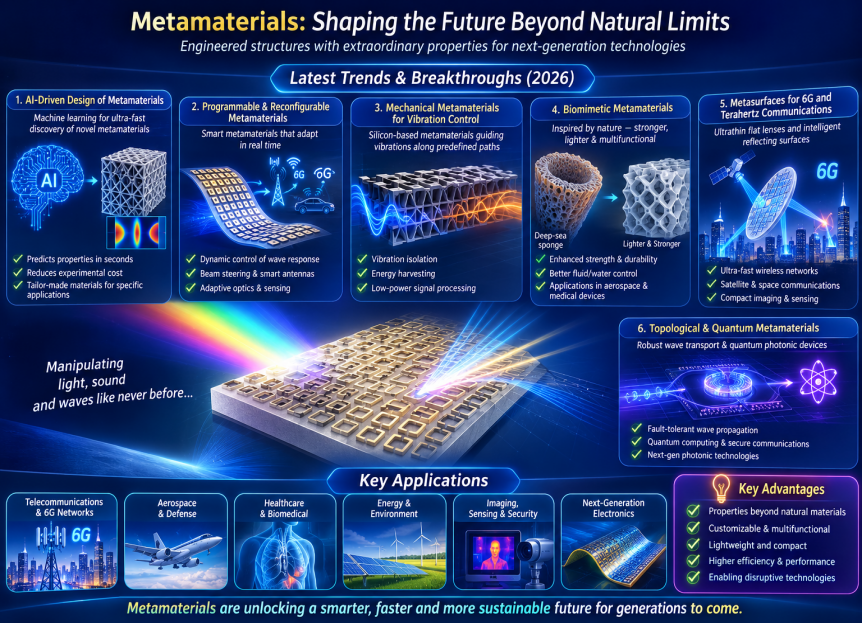 Metamaterials: Shaping the Future Beyond Natural Limits
Engineered structures with extraordinary properties for next-generation technologies
Latest Trends & Breakthroughs (2026)
1. AI-Driven Design of Metamaterials
Machine learning for ultra-fast
discovery of novel metamaterials
AI
✓ Predicts properties in seconds
✓ Reduces experimental cost
✓ Tailor-made materials for specific
applications
2. Programmable & Reconfigurable
Metamaterials
Smart metamaterials that adapt
in real time
6G
6G
✓ Dynamic control of wave response
✓ Beam steering & smart antennas
✓ Adaptive optics & sensing
3. Mechanical Metamaterials
for Vibration Control
Silicon-based metamaterials guiding
vibrations along predefined paths
✓ Vibration isolation
✓ Energy harvesting
✓ Low-power signal processing
4. Biomimetic Metamaterials
Inspired by nature — stronger,
lighter & multifunctional
Deep-sea
sponge
Lighter & Stronger
✓ Enhanced strength & durability
✓ Better fluid/water control
✓ Applications in aerospace &
medical devices
5. Metasurfaces for 6G and
Terahertz Communications
Ultrathin flat lenses and intelligent
reflecting surfaces
6G
✓ Ultra-fast wireless networks
✓ Satellite & space communications
✓ Compact imaging & sensing
Manipulating
light, sound
and waves like never before...
6. Topological & Quantum Metamaterials
Robust wave transport & quantum photonic devices
✓ Fault-tolerant wave propagation
✓ Quantum computing & secure communications
✓ Next-gen photonic technologies
Key Applications
Telecommunications
& 6G Networks
6G
Aerospace
& Defense
Healthcare
& Biomedical
Energy &
Environment
Imaging,
Sensing & Security
Next-Generation
Electronics
Key Advantages
✓ Properties beyond natural materials
✓ Customizable & multifunctional
✓ Lightweight and compact
✓ Higher efficiency & performance
✓ Enabling disruptive technologies
Metamaterials are unlocking a smarter, faster and more sustainable future for generations to come.